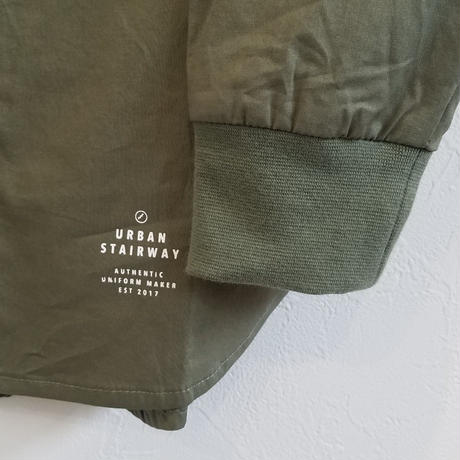 URBAN
STAIRWAY
AUTHENTIC
UNIFORM MAKER
EST 2017